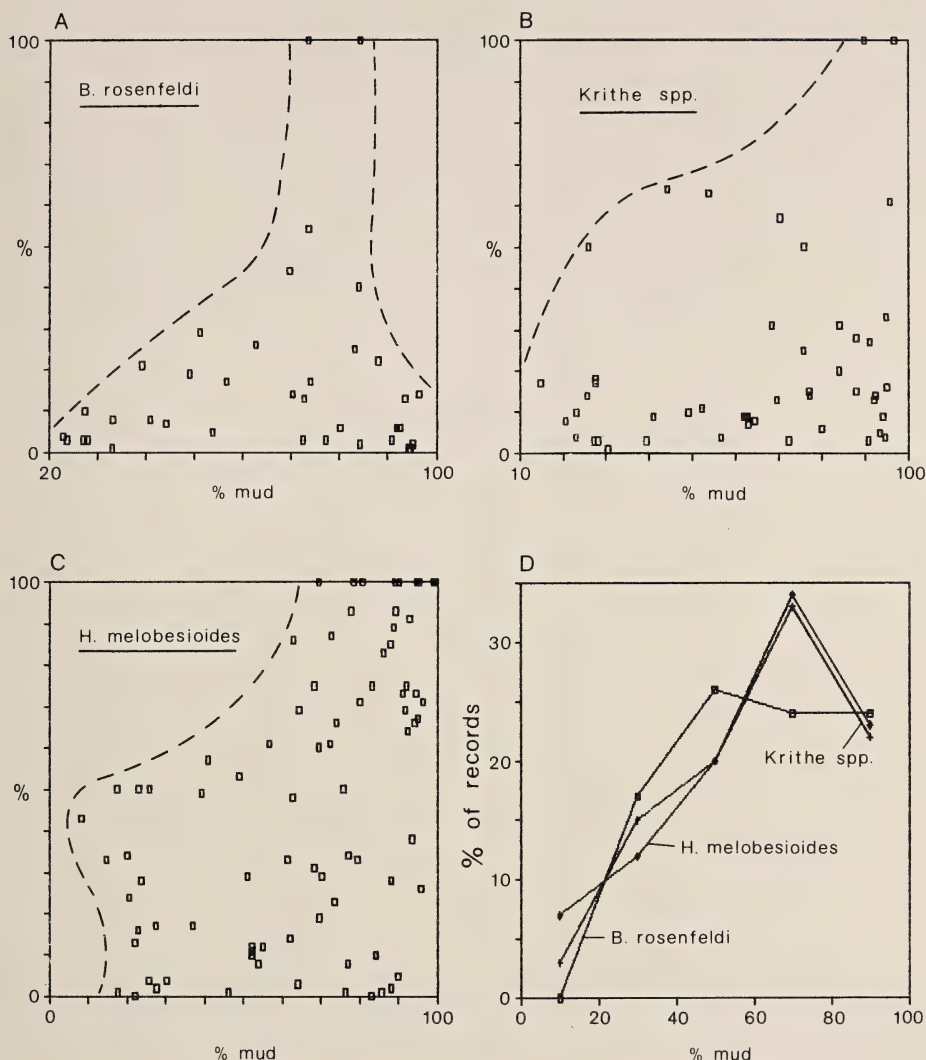 A
100
B. rosenfeldi
%
0
20
100
% mud
B
100
Krithe spp.
%
0
10
100
% mud
C
100
H. melobesioides
%
0
0
100
% mud
D
30
20
10
0
% of records
Krithe spp.
H. melobesioides
B. rosenfeldi
0
20
40
60
80
100
% mud